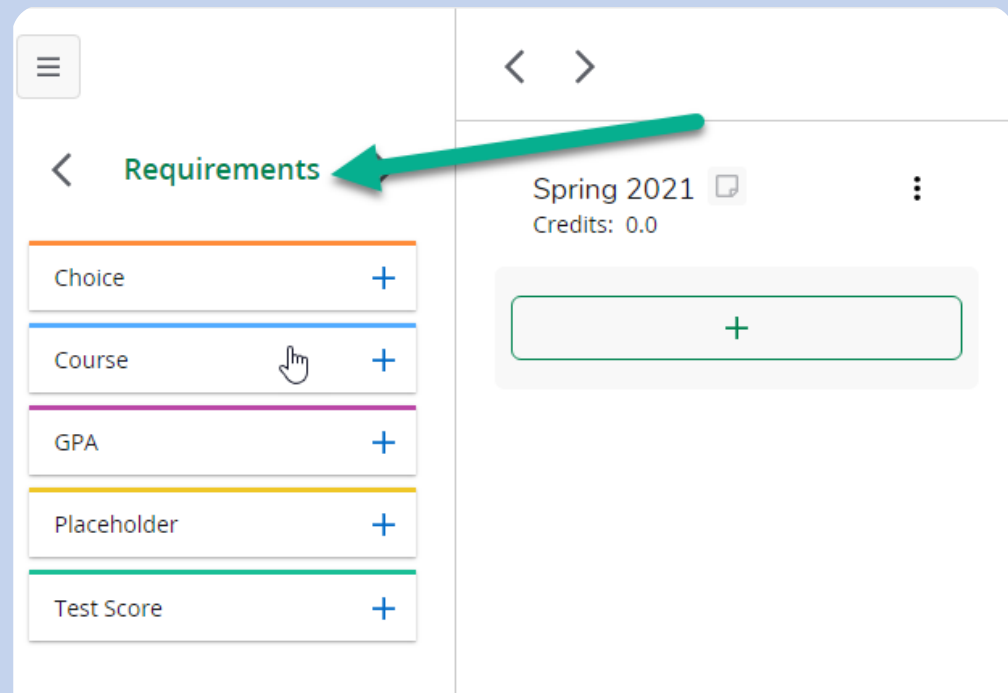 Requirements
Choice
Course
GPA
Placeholder
Test Score
Spring 2021
Credits: 0.0